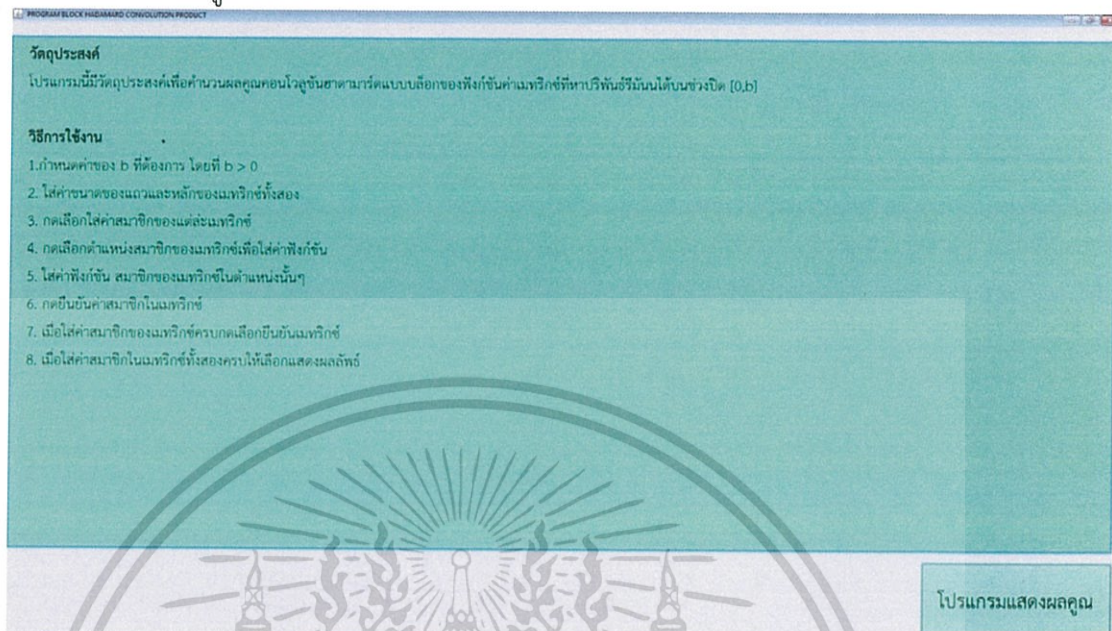 PROGRAM BLOCK HADAMARD CONVOLUTION PRODUCT
วัตถุประสงค์
โปรแกรมนี้มีวัตถุประสงค์เพื่อคำนวนผลคูณคอนโวลูชันฮาดามาร์ดแบบบล็อกของฟังก์ชันค่าเมทริกซ์ที่หาปริพันธ์รีมันนได้บนช่วงปิด [0,b]
วิธีการใช้งาน
1.กำหนดค่าของ b ที่ต้องการ โดยที่ b > 0
2. ใส่ค่าขนาดของแถวและหลักของเมทริกซ์ทั้งสอง
3. กดเลือกใส่ค่าสมาชิกของแต่ล่ะเมทริกซ์
4. กดเลือกตำแหน่งสมาชิกของเมทริกซ์เพื่อใส่ค่าฟังก์ชัน
5. ใส่ค่าฟังก์ชัน สมาชิกของเมทริกซ์ในตำแหน่งนั้นๆ
6. กดยืนยันค่าสมาชิกในเมทริกซ์
7. เมื่อใส่ค่าสมาชิกของเมทริกซ์ครบกดเลือกยืนยันเมทริกซ์
8. เมื่อใส่ค่าสมาชิกในเมทริกซ์ทั้งสองครบให้เลือกแสดงผลลัพธ์
โปรแกรมแสดงผลคูณ